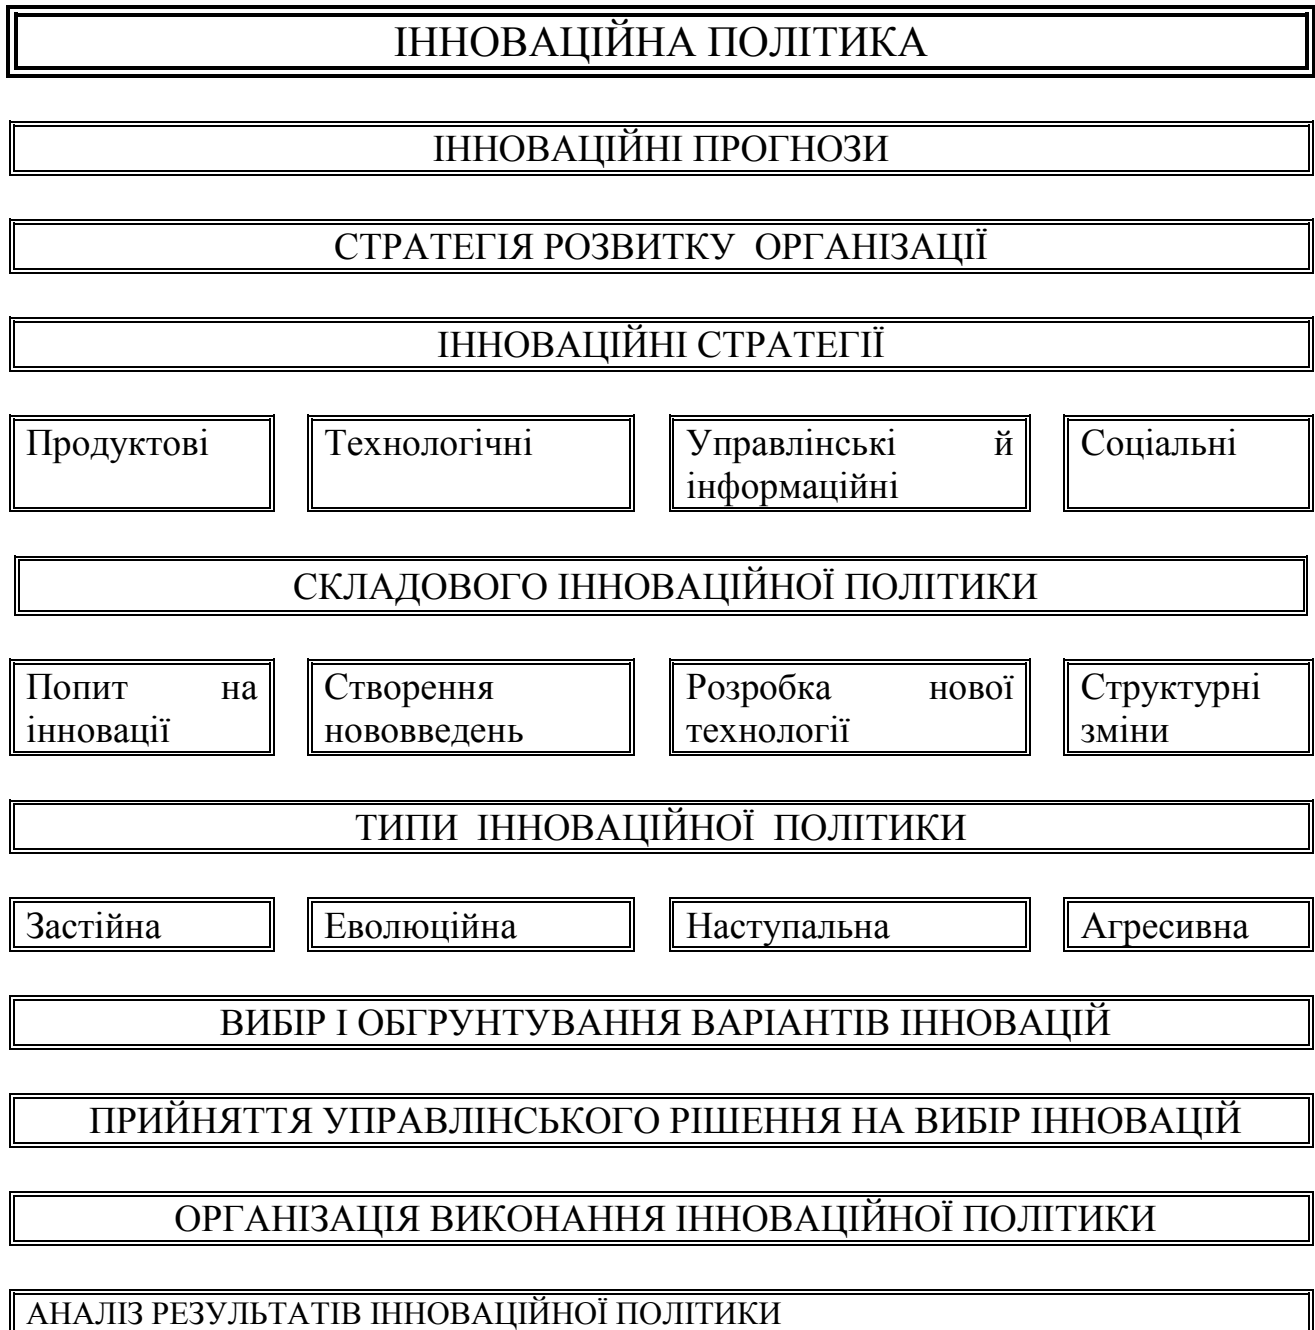 ІННОВАЦІЙНА ПОЛІТИКА
ІННОВАЦІЙНІ ПРОГНОЗИ
СТРАТЕГІЯ РОЗВИТКУ ОРГАНІЗАЦІЇ
ІННОВАЦІЙНІ СТРАТЕГІЇ
Продуктові
Технологічні
Управлінські й
інформаційні
Соціальні
СКЛАДОВОГО ІННОВАЦІЙНОЇ ПОЛІТИКИ
Попит на
інновації
Створення
нововведень
Розробка нової
технології
Структурні
зміни
ТИПИ ІННОВАЦІЙНОЇ ПОЛІТИКИ
Застійна
Еволюційна
Наступальна
Агресивна
ВИБІР І ОБГРУНТУВАННЯ ВАРІАНТІВ ІННОВАЦІЙ
ПРИЙНЯТТЯ УПРАВЛІНСЬКОГО РІШЕННЯ НА ВИБІР ІННОВАЦІЙ
ОРГАНІЗАЦІЯ ВИКОНАННЯ ІННОВАЦІЙНОЇ ПОЛІТИКИ
АНАЛІЗ РЕЗУЛЬТАТІВ ІННОВАЦІЙНОЇ ПОЛІТИКИ